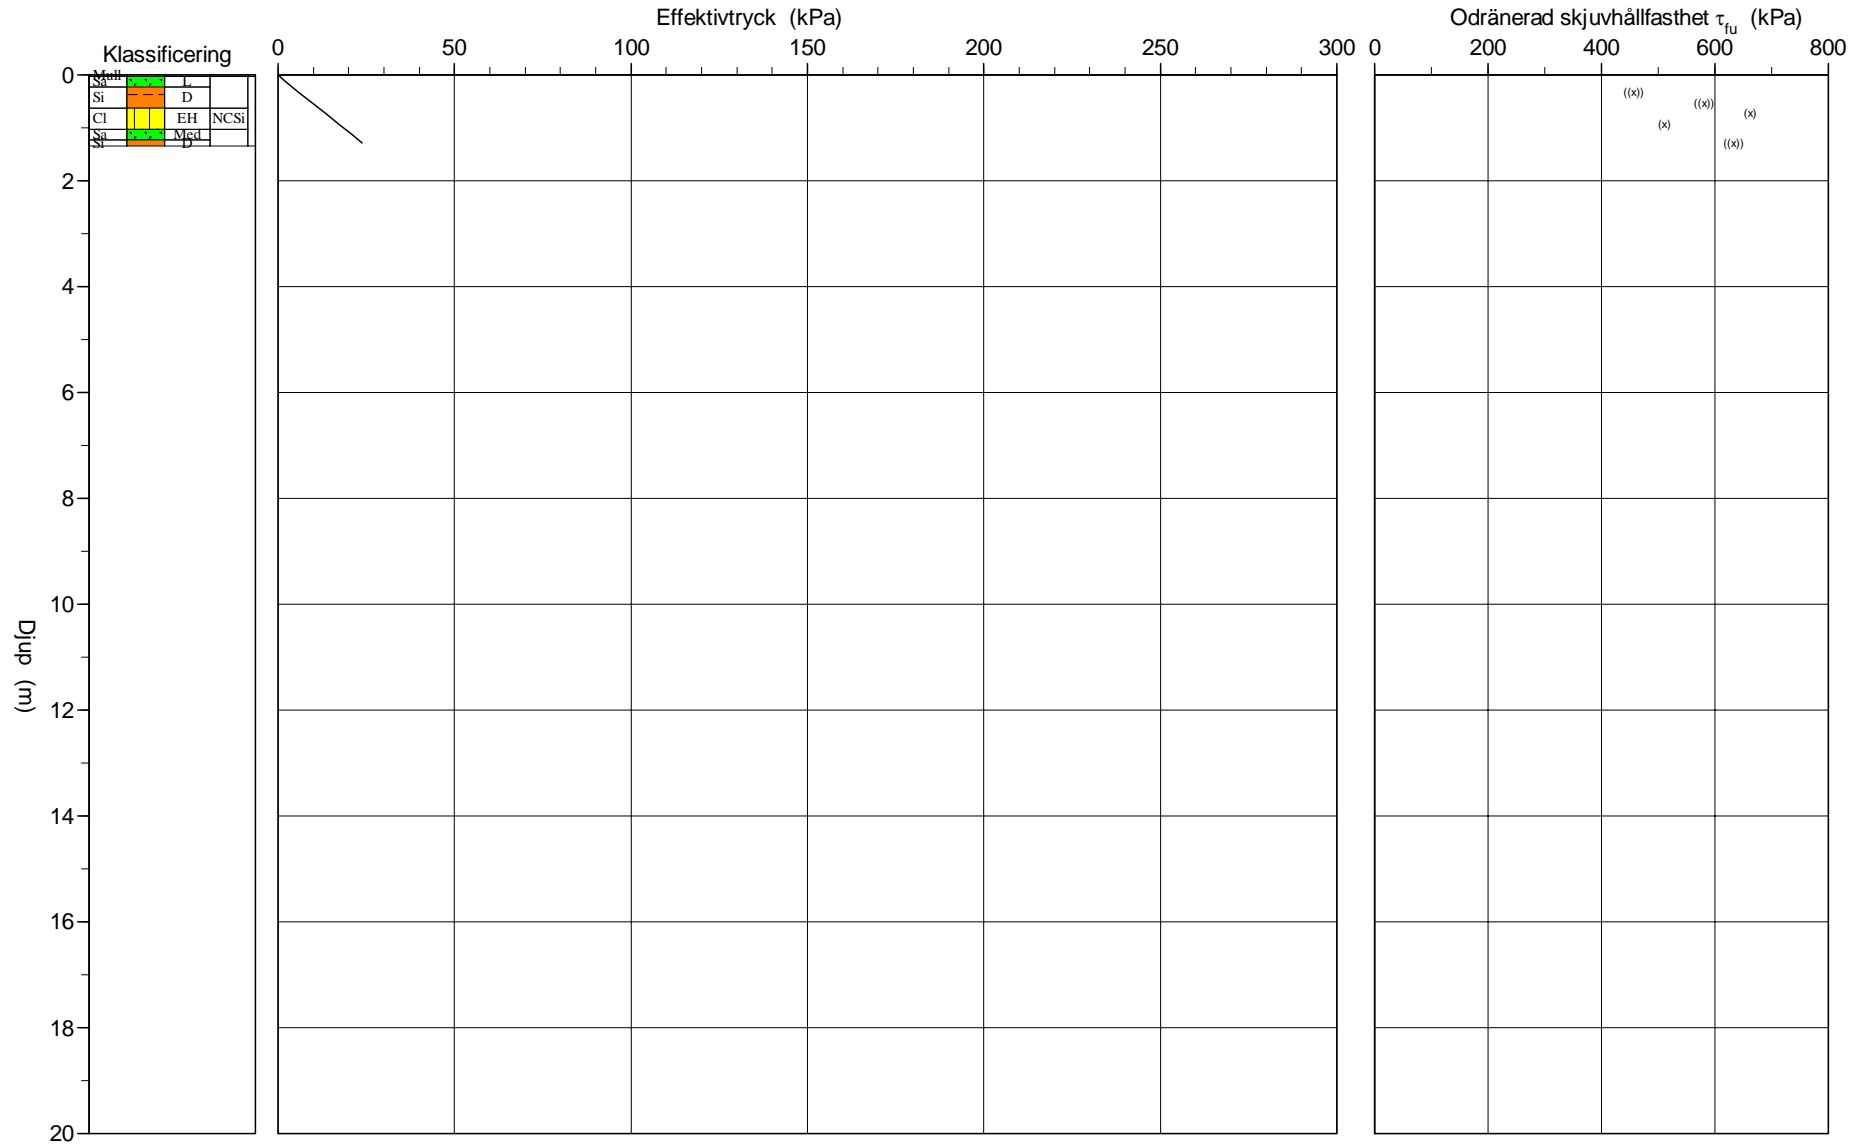 Effektivtryck (kPa)
Odränerad skjuvhållfasthet τfu (kPa)
Klassificering
0 50 100 150 200 250 300
0 200 400 600 800
0
2
4
6
8
10
12
14
16
18
20
Djup (m)
Mull
Sa L
Si D
Cl EH NCSi
Sa Med
Si D
((x))
((x))
(x)
(x)
((x))